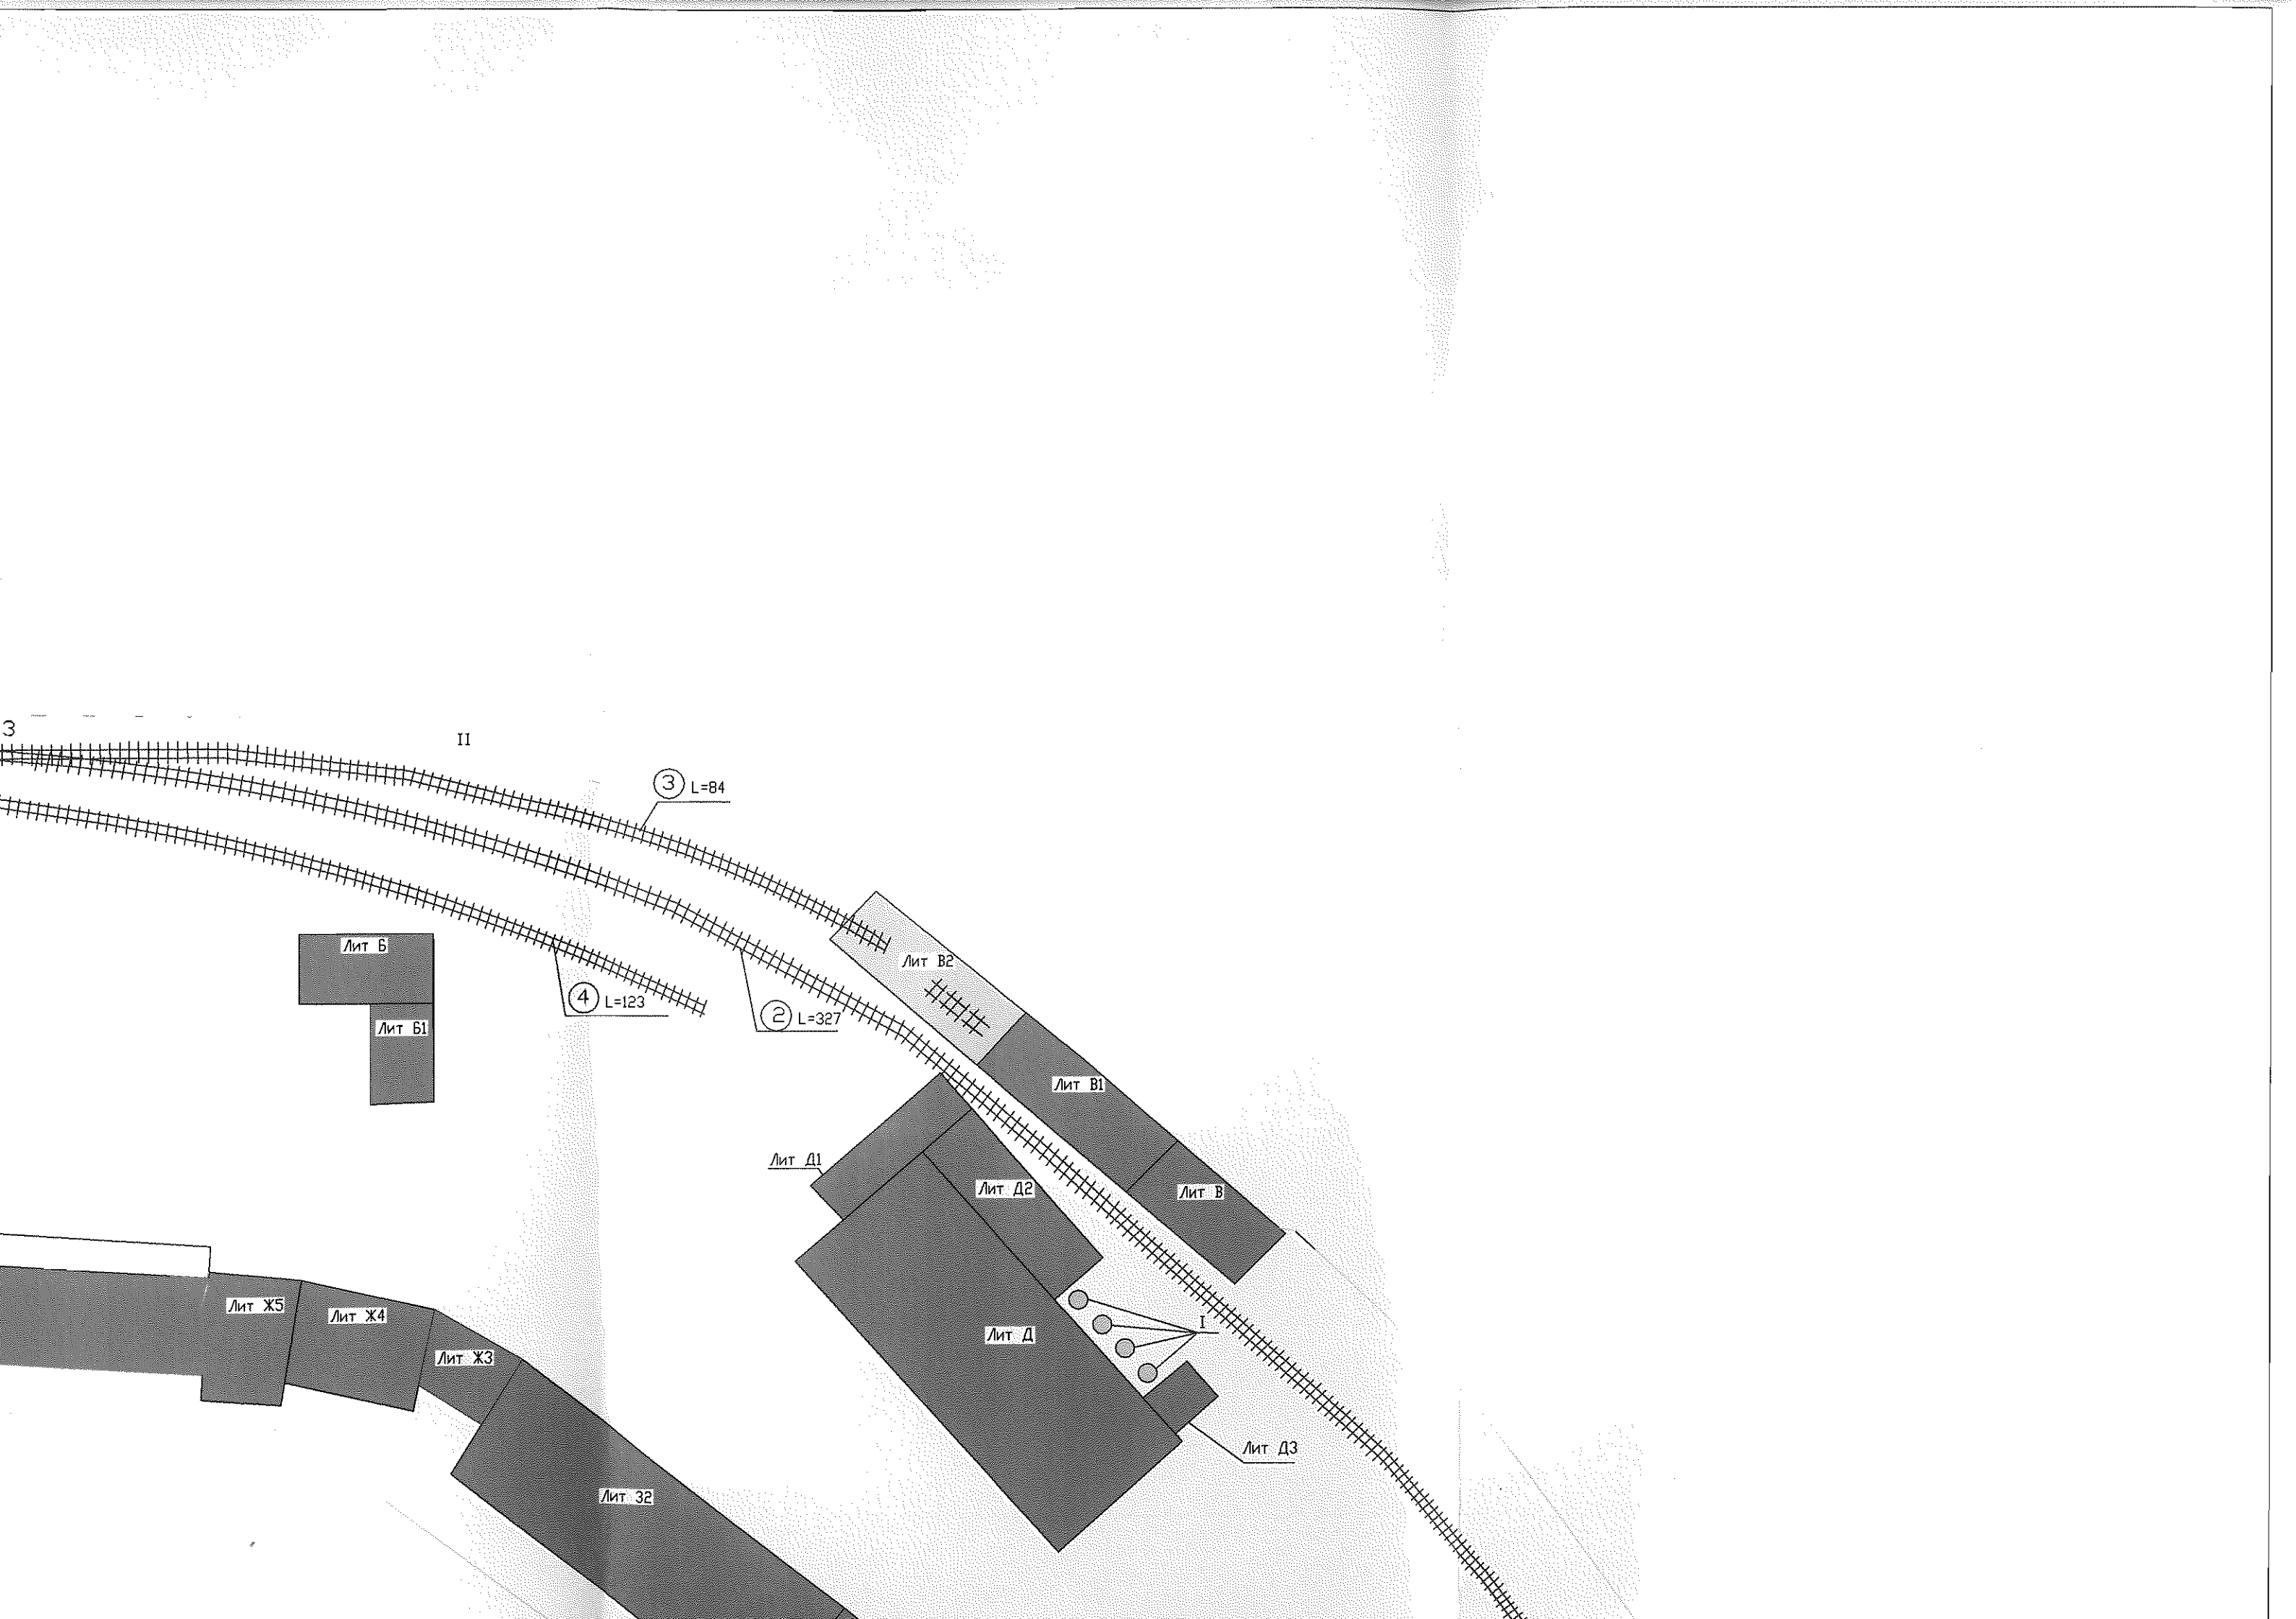 3
II
3 L=84
Лит Б
Лит В2
4 L=123
2 L=327
Лит Б1
Лит В1
Лит Д1
Лит Д2
Лит В
Лит Ж5
Лит Ж4
I
Лит Д
Лит Ж3
Лит Д3
Лит З2